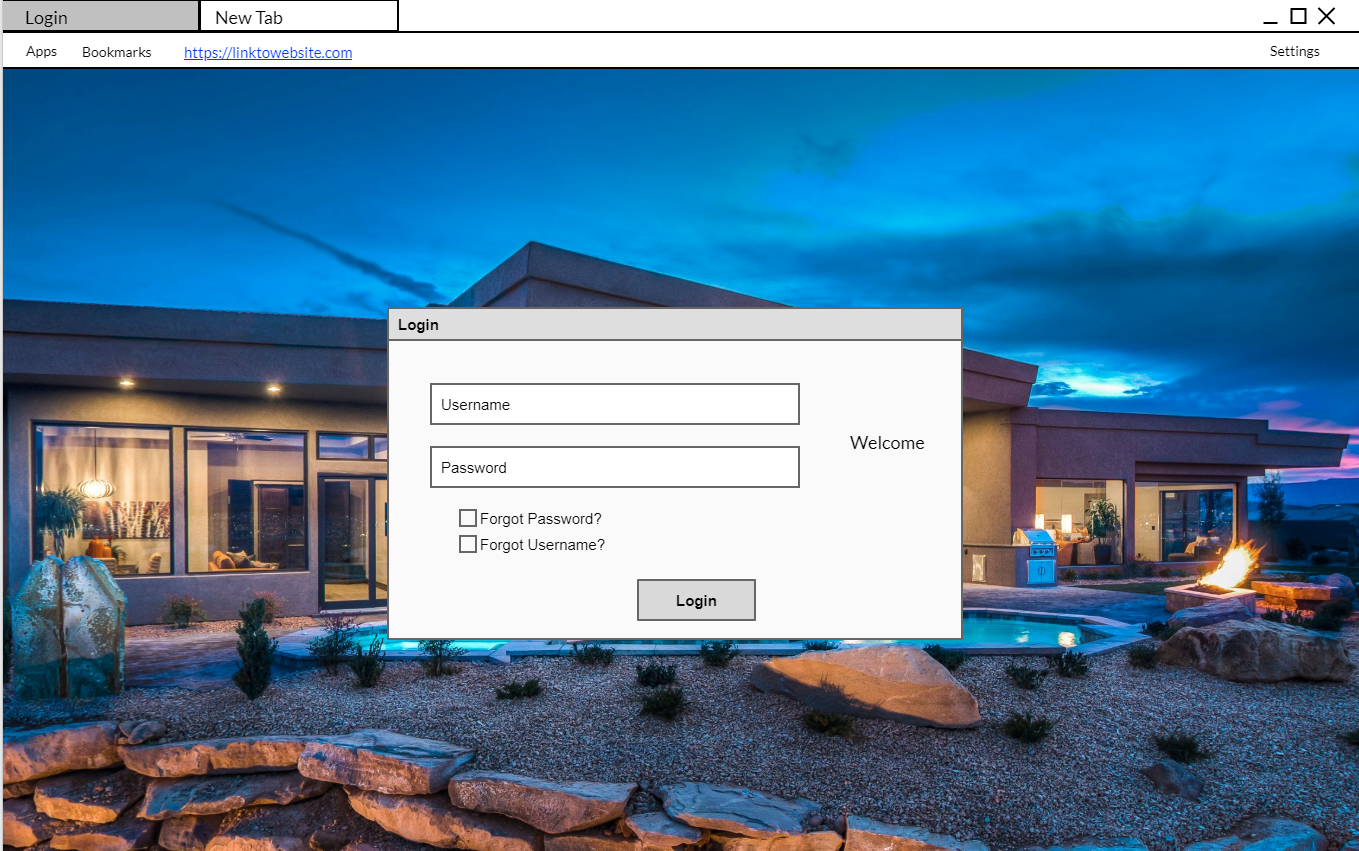 Login
New Tab
Apps
Bookmarks
https://linktowebsite.com
Settings
Login
Username
Password
Welcome
Forgot Password?
Forgot Username?
Login